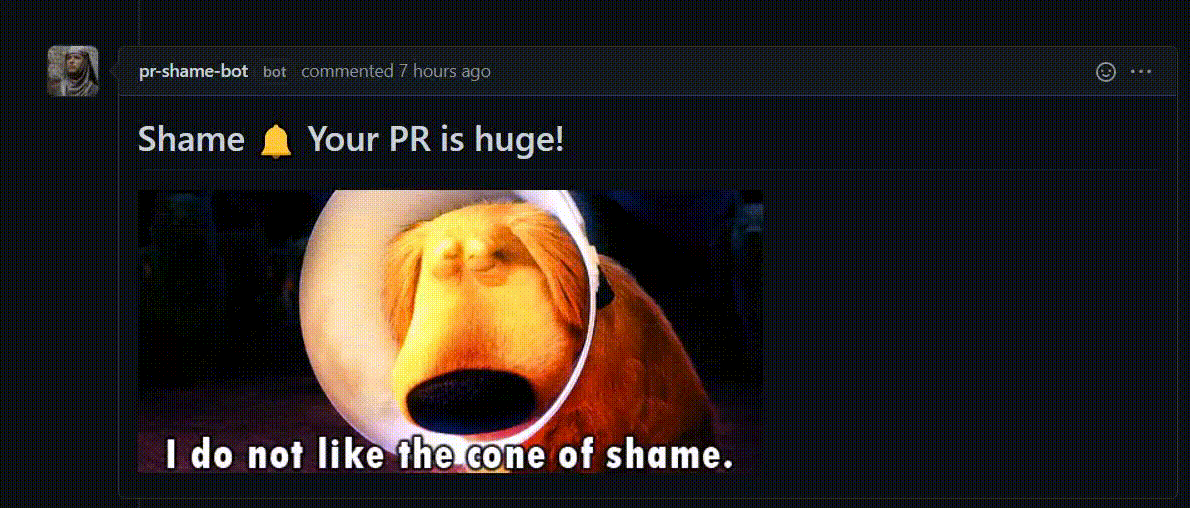 pr-shame-bot bot commented 7 hours ago
Shame 🔔 Your PR is huge!
I do not like the cone of shame.